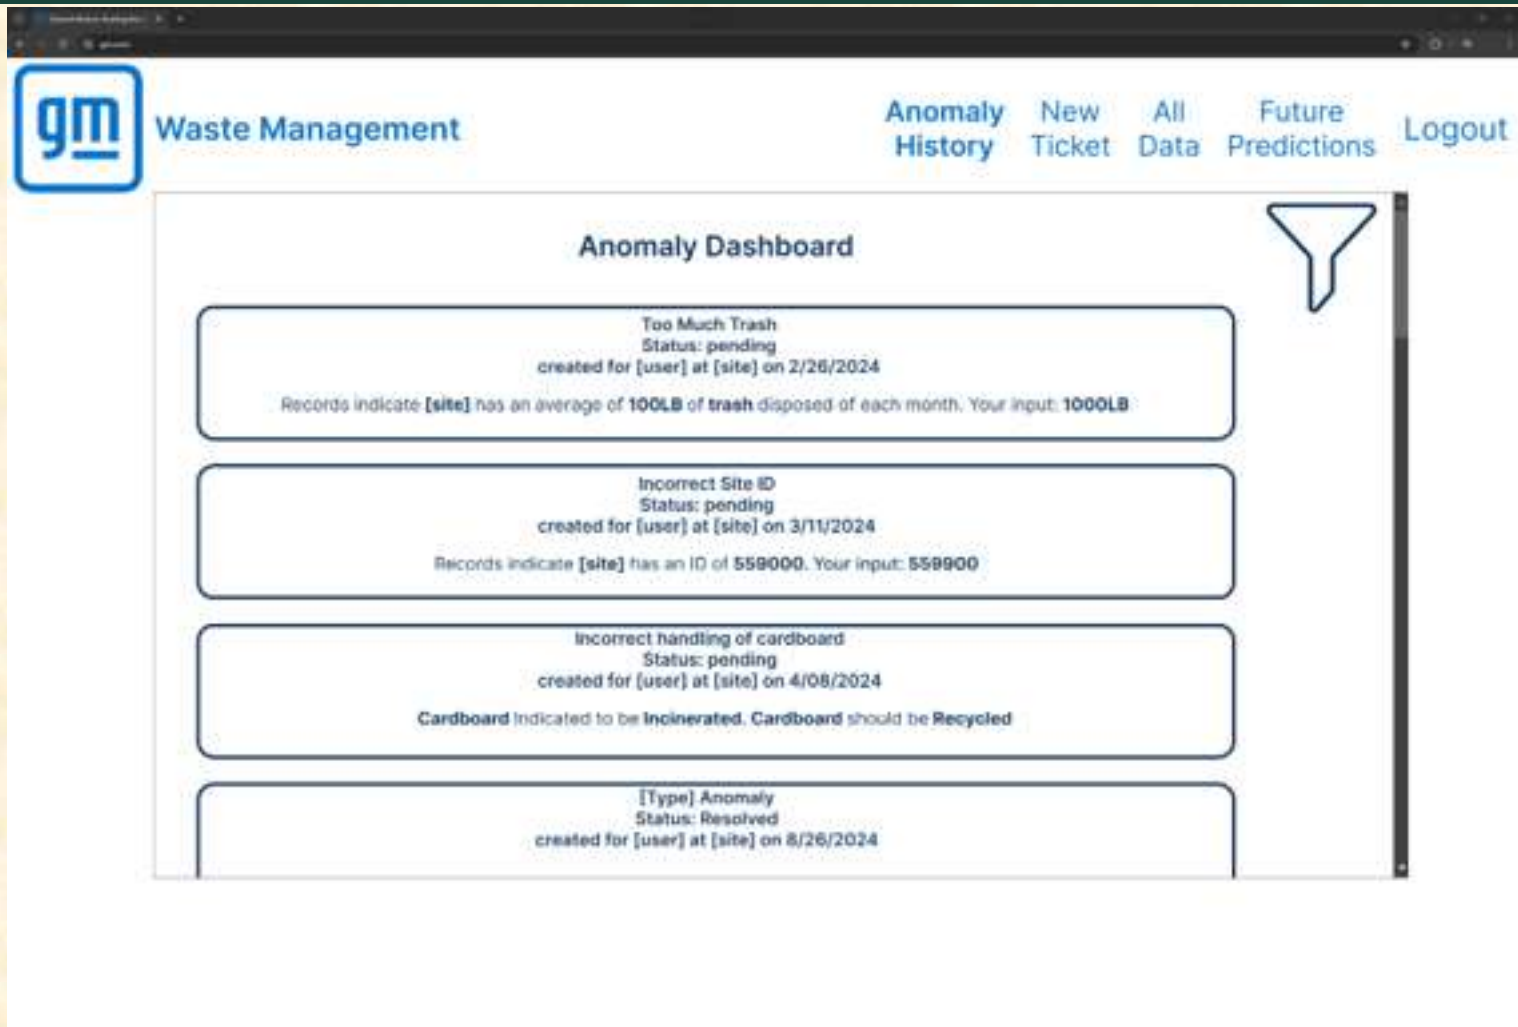 gm
Waste Management
Anomaly History
New Ticket
All Data
Future Predictions
Logout
Anomaly Dashboard
Too Much Trash
Status: pending
created for [user] at [site] on 2/26/2024
Records indicate [site] has an average of 100LB of trash disposed of each month. Your input: 1000LB
Incorrect Site ID
Status: pending
created for [user] at [site] on 3/11/2024
Records indicate [site] has an ID of 559000. Your input: 559900
Incorrect handling of cardboard
Status: pending
created for [user] at [site] on 4/08/2024
Cardboard Indicated to be Incinerated. Cardboard should be Recycled
[Type] Anomaly
Status: Resolved
created for [user] at [site] on 8/26/2024